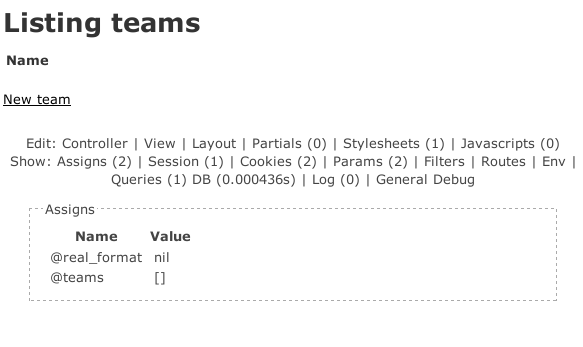 Listing teams
Name
New team
Edit: Controller | View | Layout | Partials (0) | Stylesheets (1) | Javascripts (0)
Show: Assigns (2) | Session (1) | Cookies (2) | Params (2) | Filters | Routes | Env |
Queries (1) DB (0.000436s) | Log (0) | General Debug
Assigns
Name Value
@real_format nil
@teams []